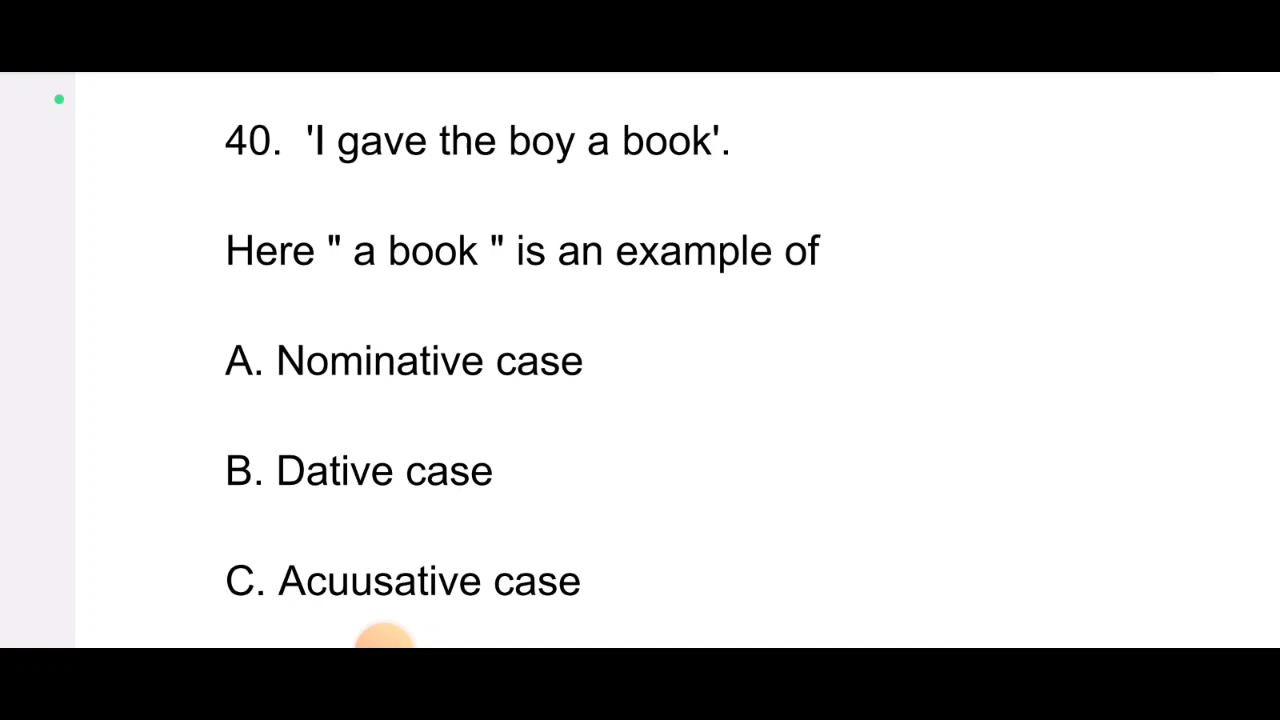 40. 'I gave the boy a book'.
Here " a book " is an example of
A. Nominative case
B. Dative case
C. Acuusative case